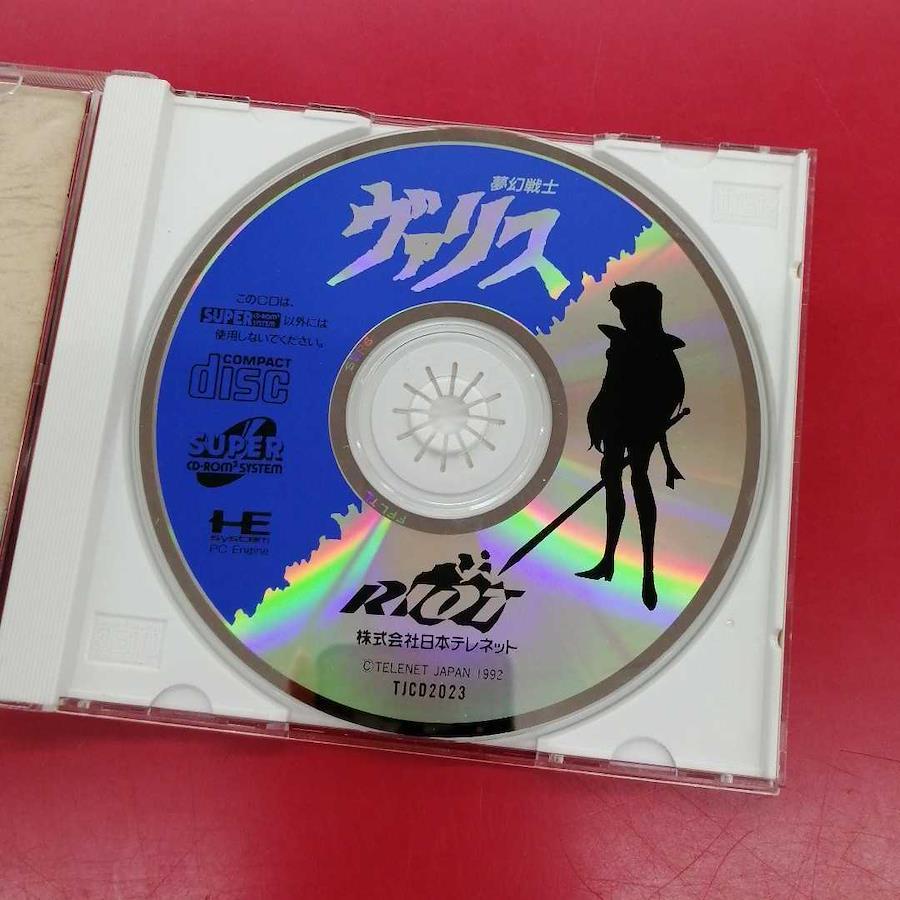 夢幻戦士
ヴァリス
このCDは、
SUPER CD-ROM² SYSTEM 以外には
使用しないでください。
COMPACT
disc
SUPER
CD-ROM² SYSTEM
HE
system
PC Engine
RIOT
株式会社日本テレネット
©TELENET JAPAN 1992
TJCD2023